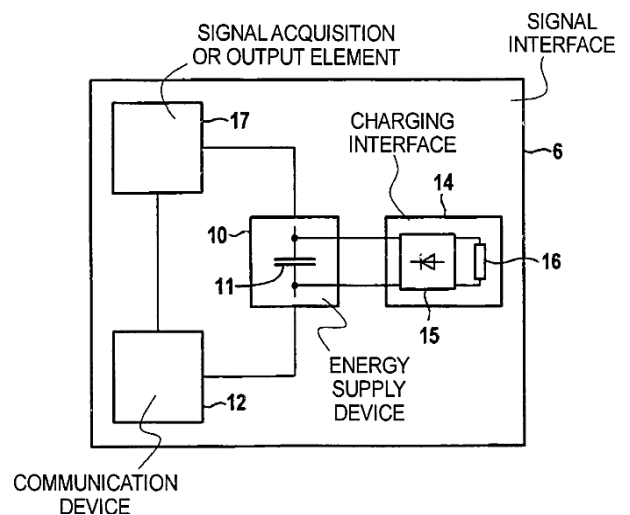 SIGNAL ACQUISITION
OR OUTPUT ELEMENT
SIGNAL
INTERFACE
17
CHARGING
INTERFACE
6
14
10
11
16
15
ENERGY
SUPPLY
DEVICE
12
COMMUNICATION
DEVICE